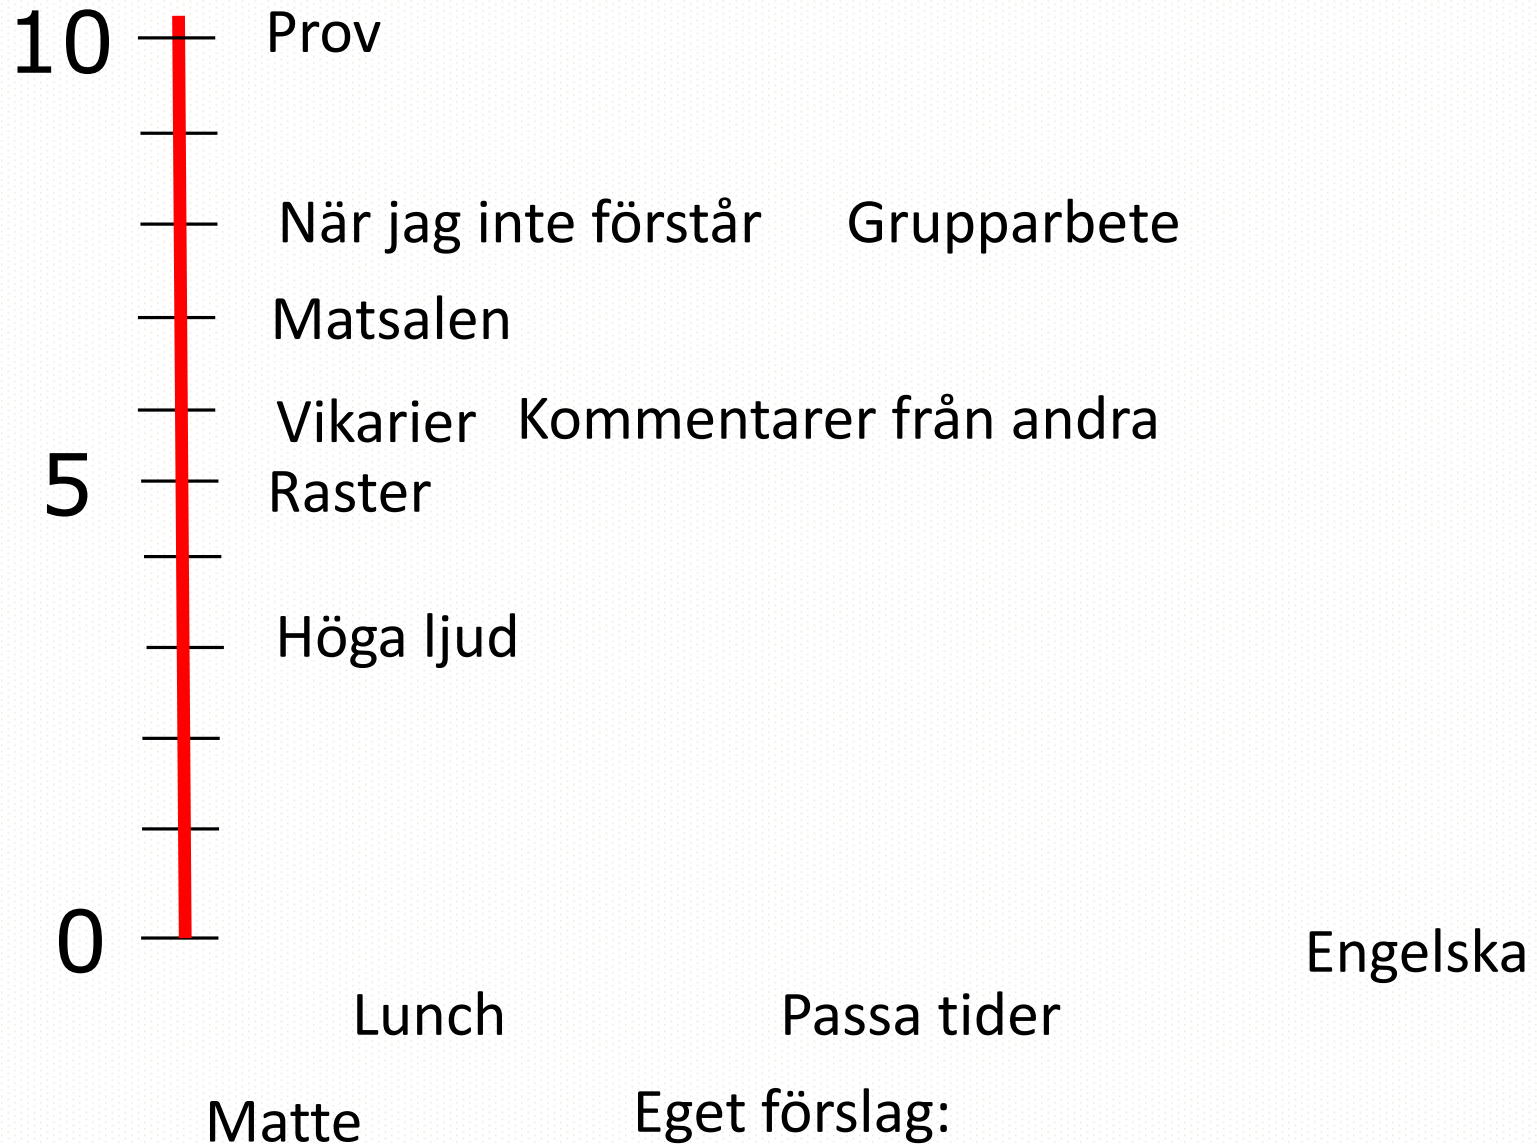 10 Prov
När jag inte förstår Grupparbete
Matsalen
Vikarier Kommentarer från andra
5 Raster
Höga ljud
0
Engelska
Lunch Passa tider
Matte Eget förslag: